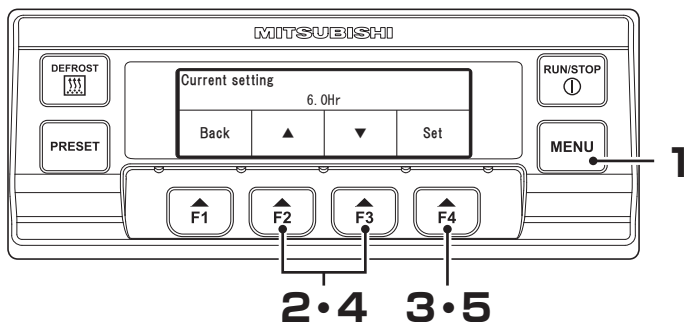 MITSUBISHI
DEFROST
RUN/STOP
Current setting
6.0Hr
Back ▲ ▼ Set
PRESET
MENU
1
F1 F2 F3 F4
2・4 3・5